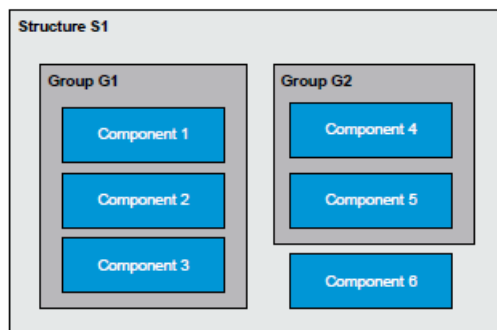 Structure S1
Group G1
Component 1
Component 2
Component 3
Group G2
Component 4
Component 5
Component 6